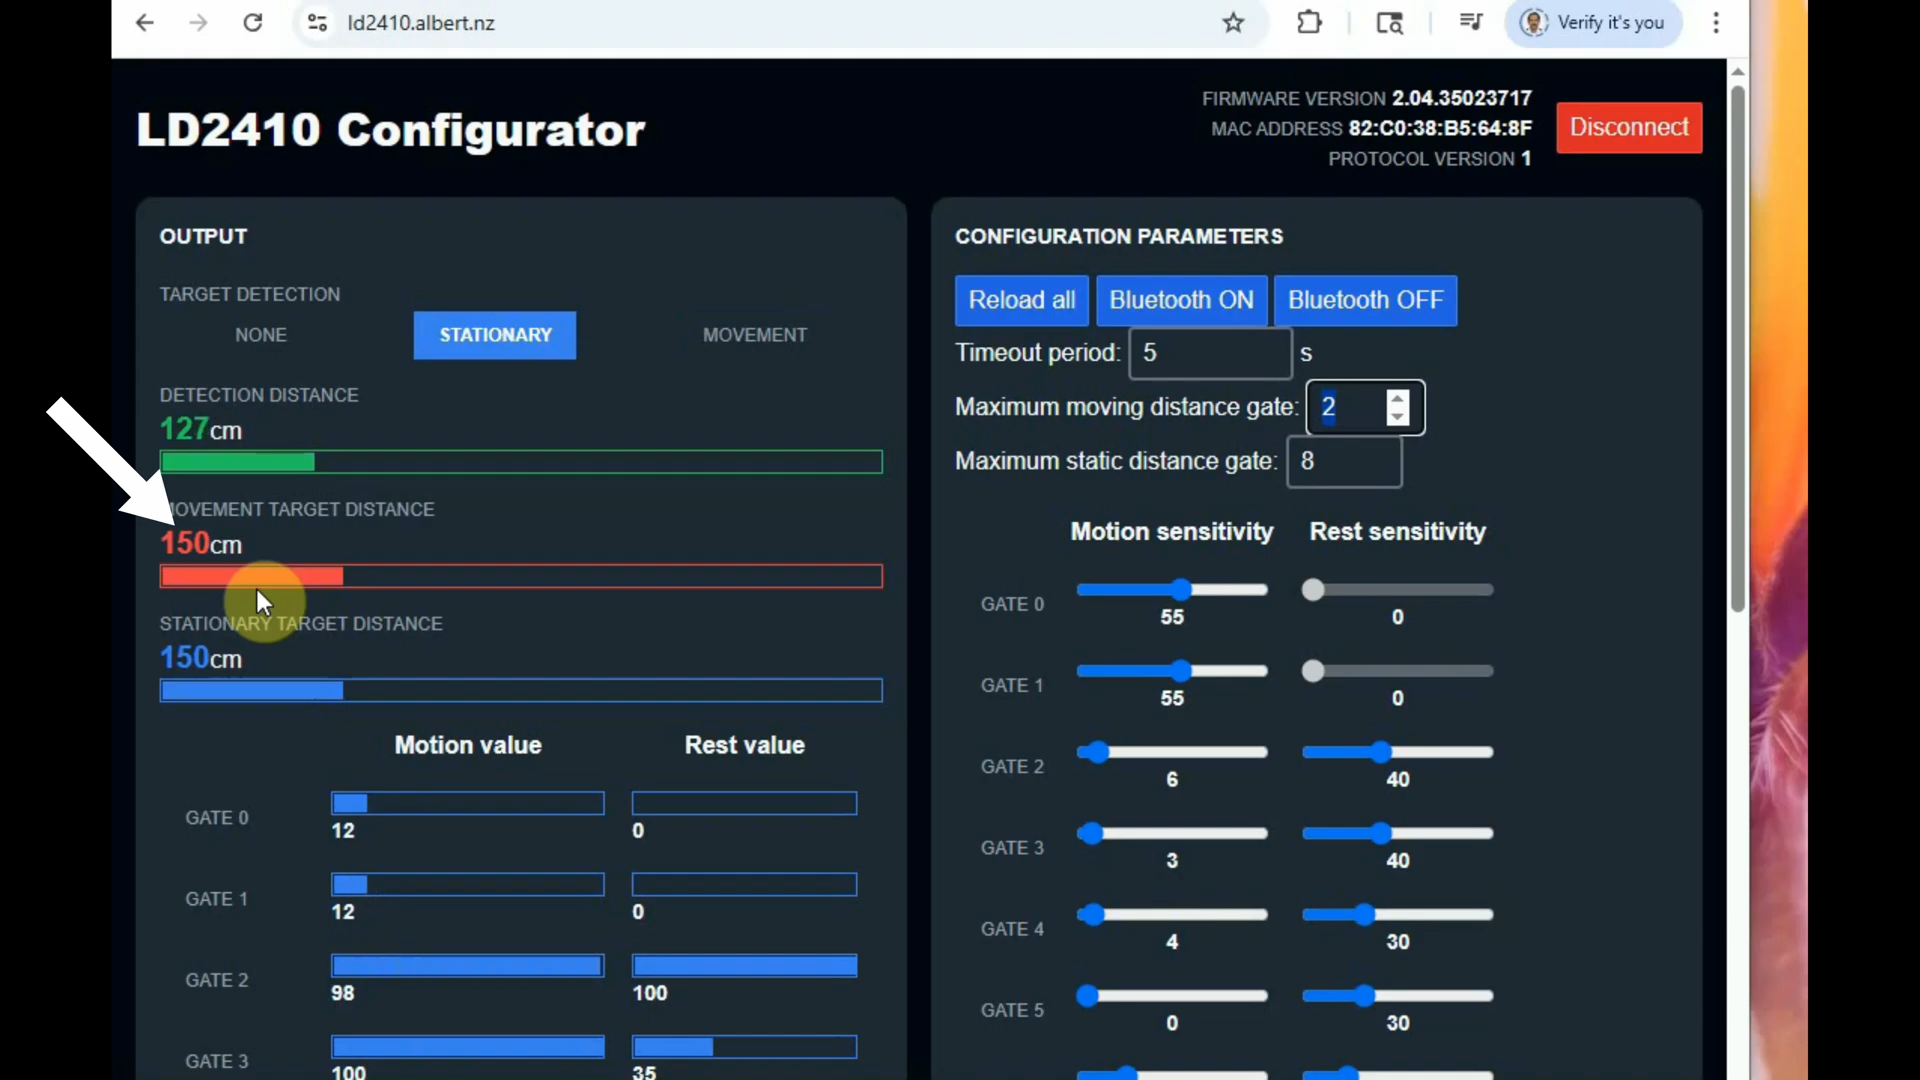 ld2410.albert.nz
Verify it's you
LD2410 Configurator
FIRMWARE VERSION 2.04.35023717
MAC ADDRESS 82:C0:38:B5:64:8F
PROTOCOL VERSION 1
Disconnect
OUTPUT
TARGET DETECTION
NONE
STATIONARY
MOVEMENT
DETECTION DISTANCE
127cm
MOVEMENT TARGET DISTANCE
150cm
STATIONARY TARGET DISTANCE
150cm
Motion value
Rest value
GATE 0
12
0
GATE 1
12
0
GATE 2
98
100
GATE 3
100
35
CONFIGURATION PARAMETERS
Reload all
Bluetooth ON
Bluetooth OFF
Timeout period: 5 s
Maximum moving distance gate: 2
Maximum static distance gate: 8
Motion sensitivity
Rest sensitivity
GATE 0
55
0
GATE 1
55
0
GATE 2
6
40
GATE 3
3
40
GATE 4
4
30
GATE 5
0
30